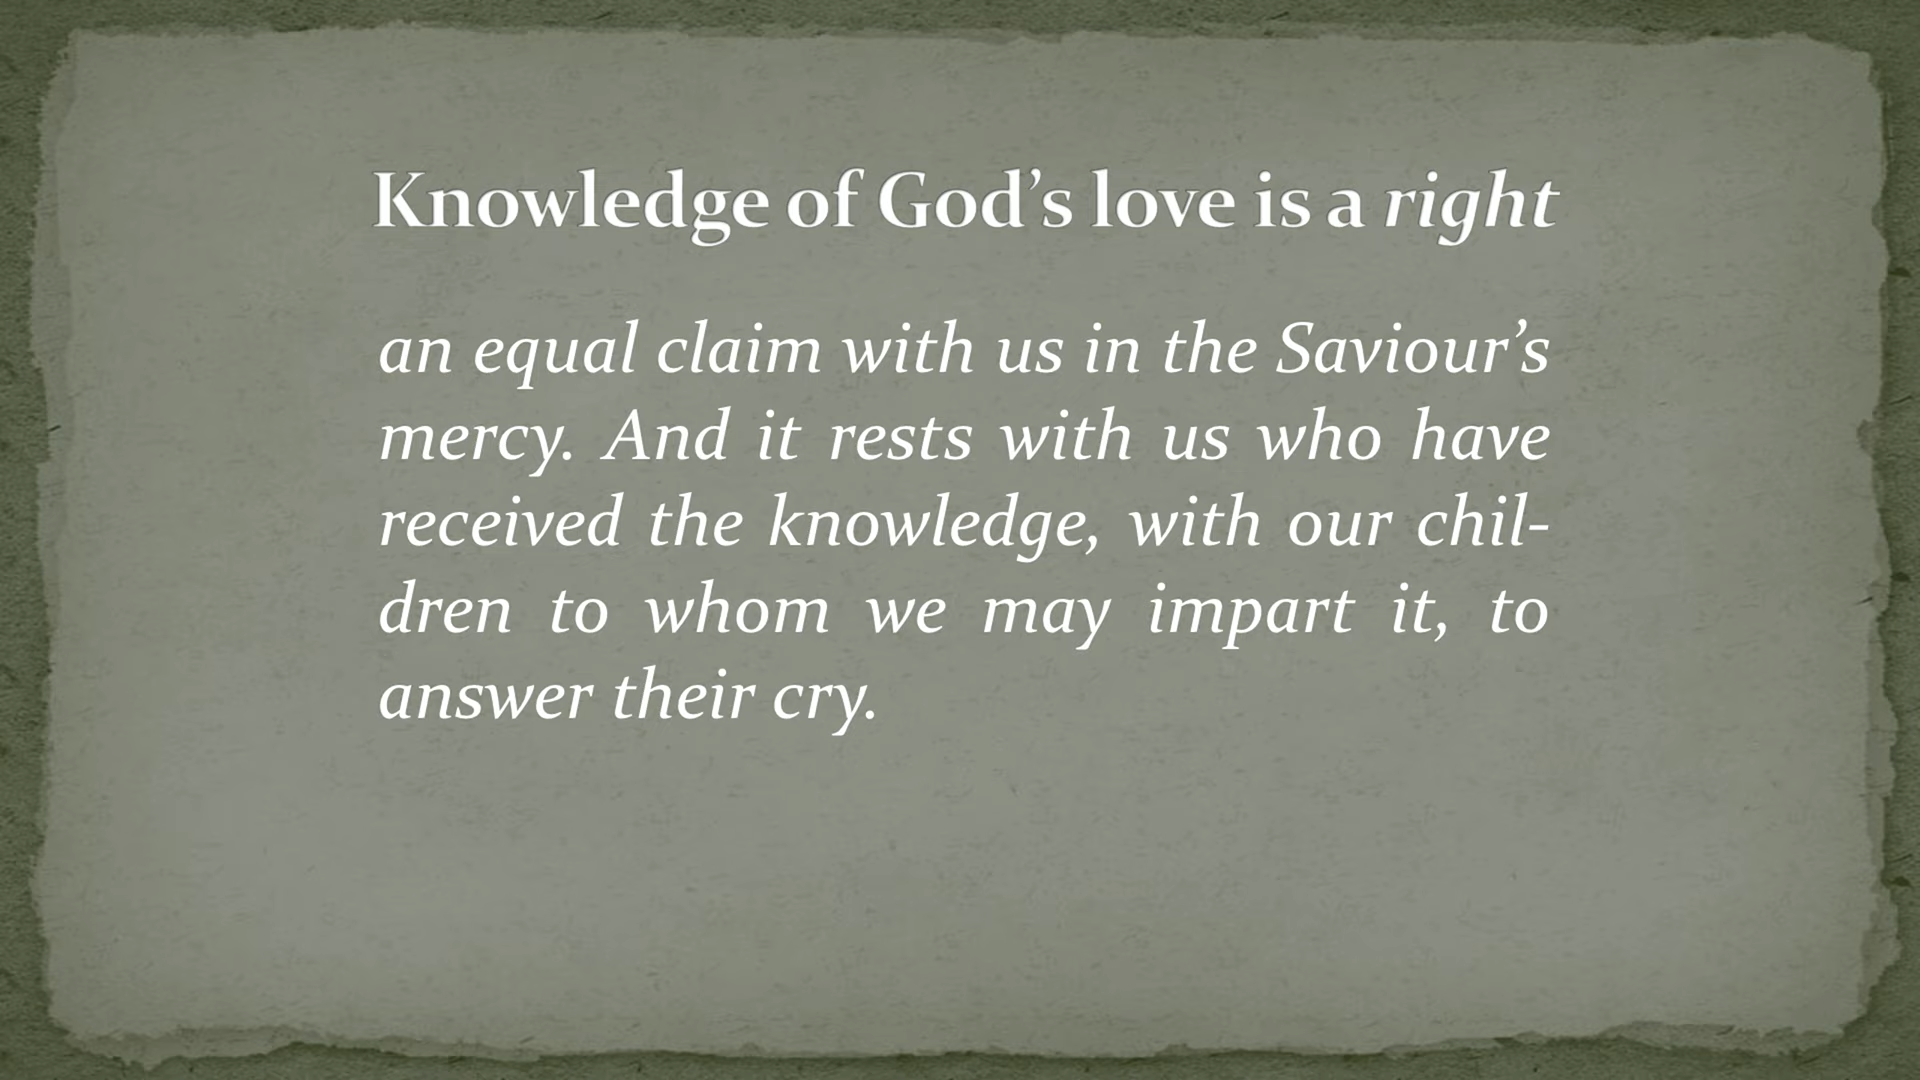 Knowledge of God’s love is a right
an equal claim with us in the Saviour’s
mercy. And it rests with us who have
received the knowledge, with our chil-
dren to whom we may impart it, to
answer their cry.